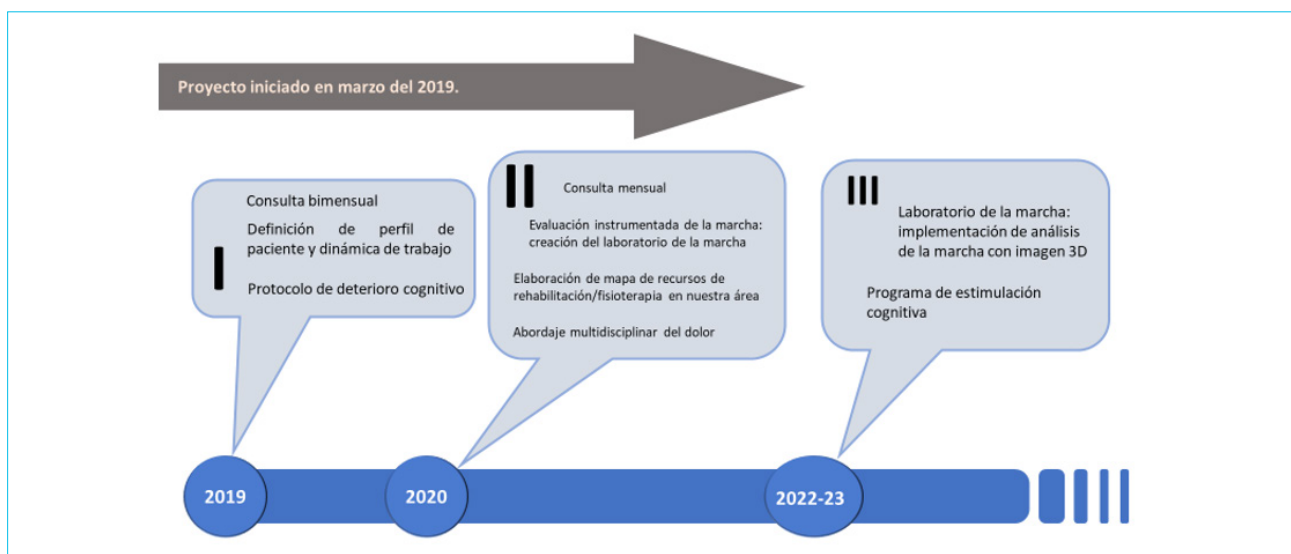 Proyecto iniciado en marzo del 2019.
I
Consulta bimensual
Definición de perfil de
paciente y dinámica de trabajo
Protocolo de deterioro cognitivo
II
Consulta mensual
Evaluación instrumentada de la marcha:
creación del laboratorio de la marcha
Elaboración de mapa de recursos de
rehabilitación/fisioterapia en nuestra área
Abordaje multidisciplinar del dolor
III
Laboratorio de la marcha:
implementación de análisis
de la marcha con imagen 3D
Programa de estimulación
cognitiva
2019
2020
2022-23